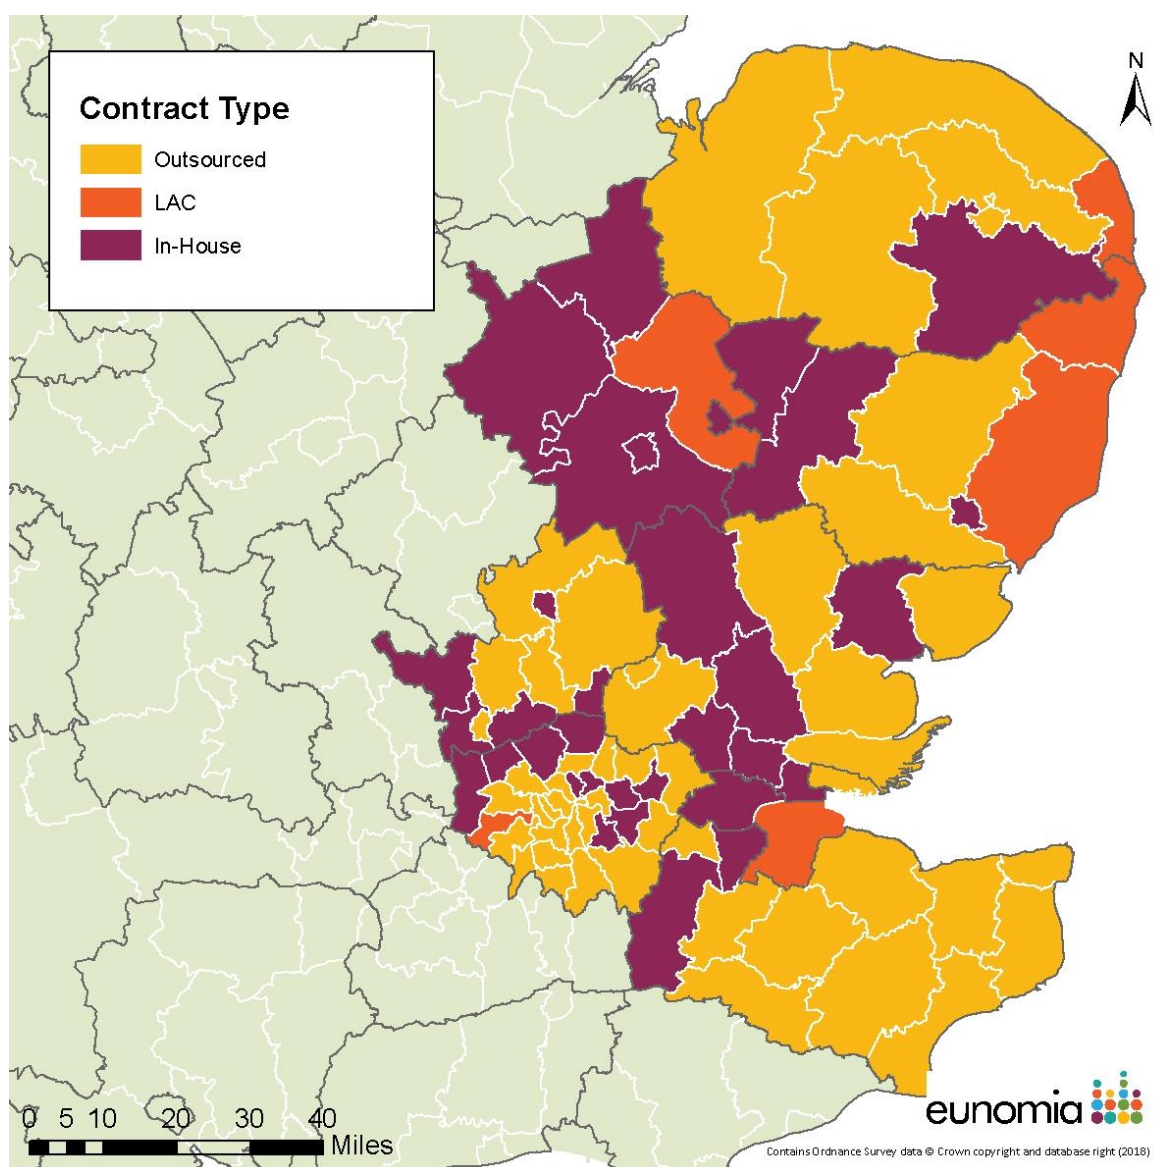 Contract Type
Outsourced
LAC
In-House
N
0 5 10 20 30 40
Miles
eunomia
Contains Ordnance Survey data © Crown copyright and database right (2018)